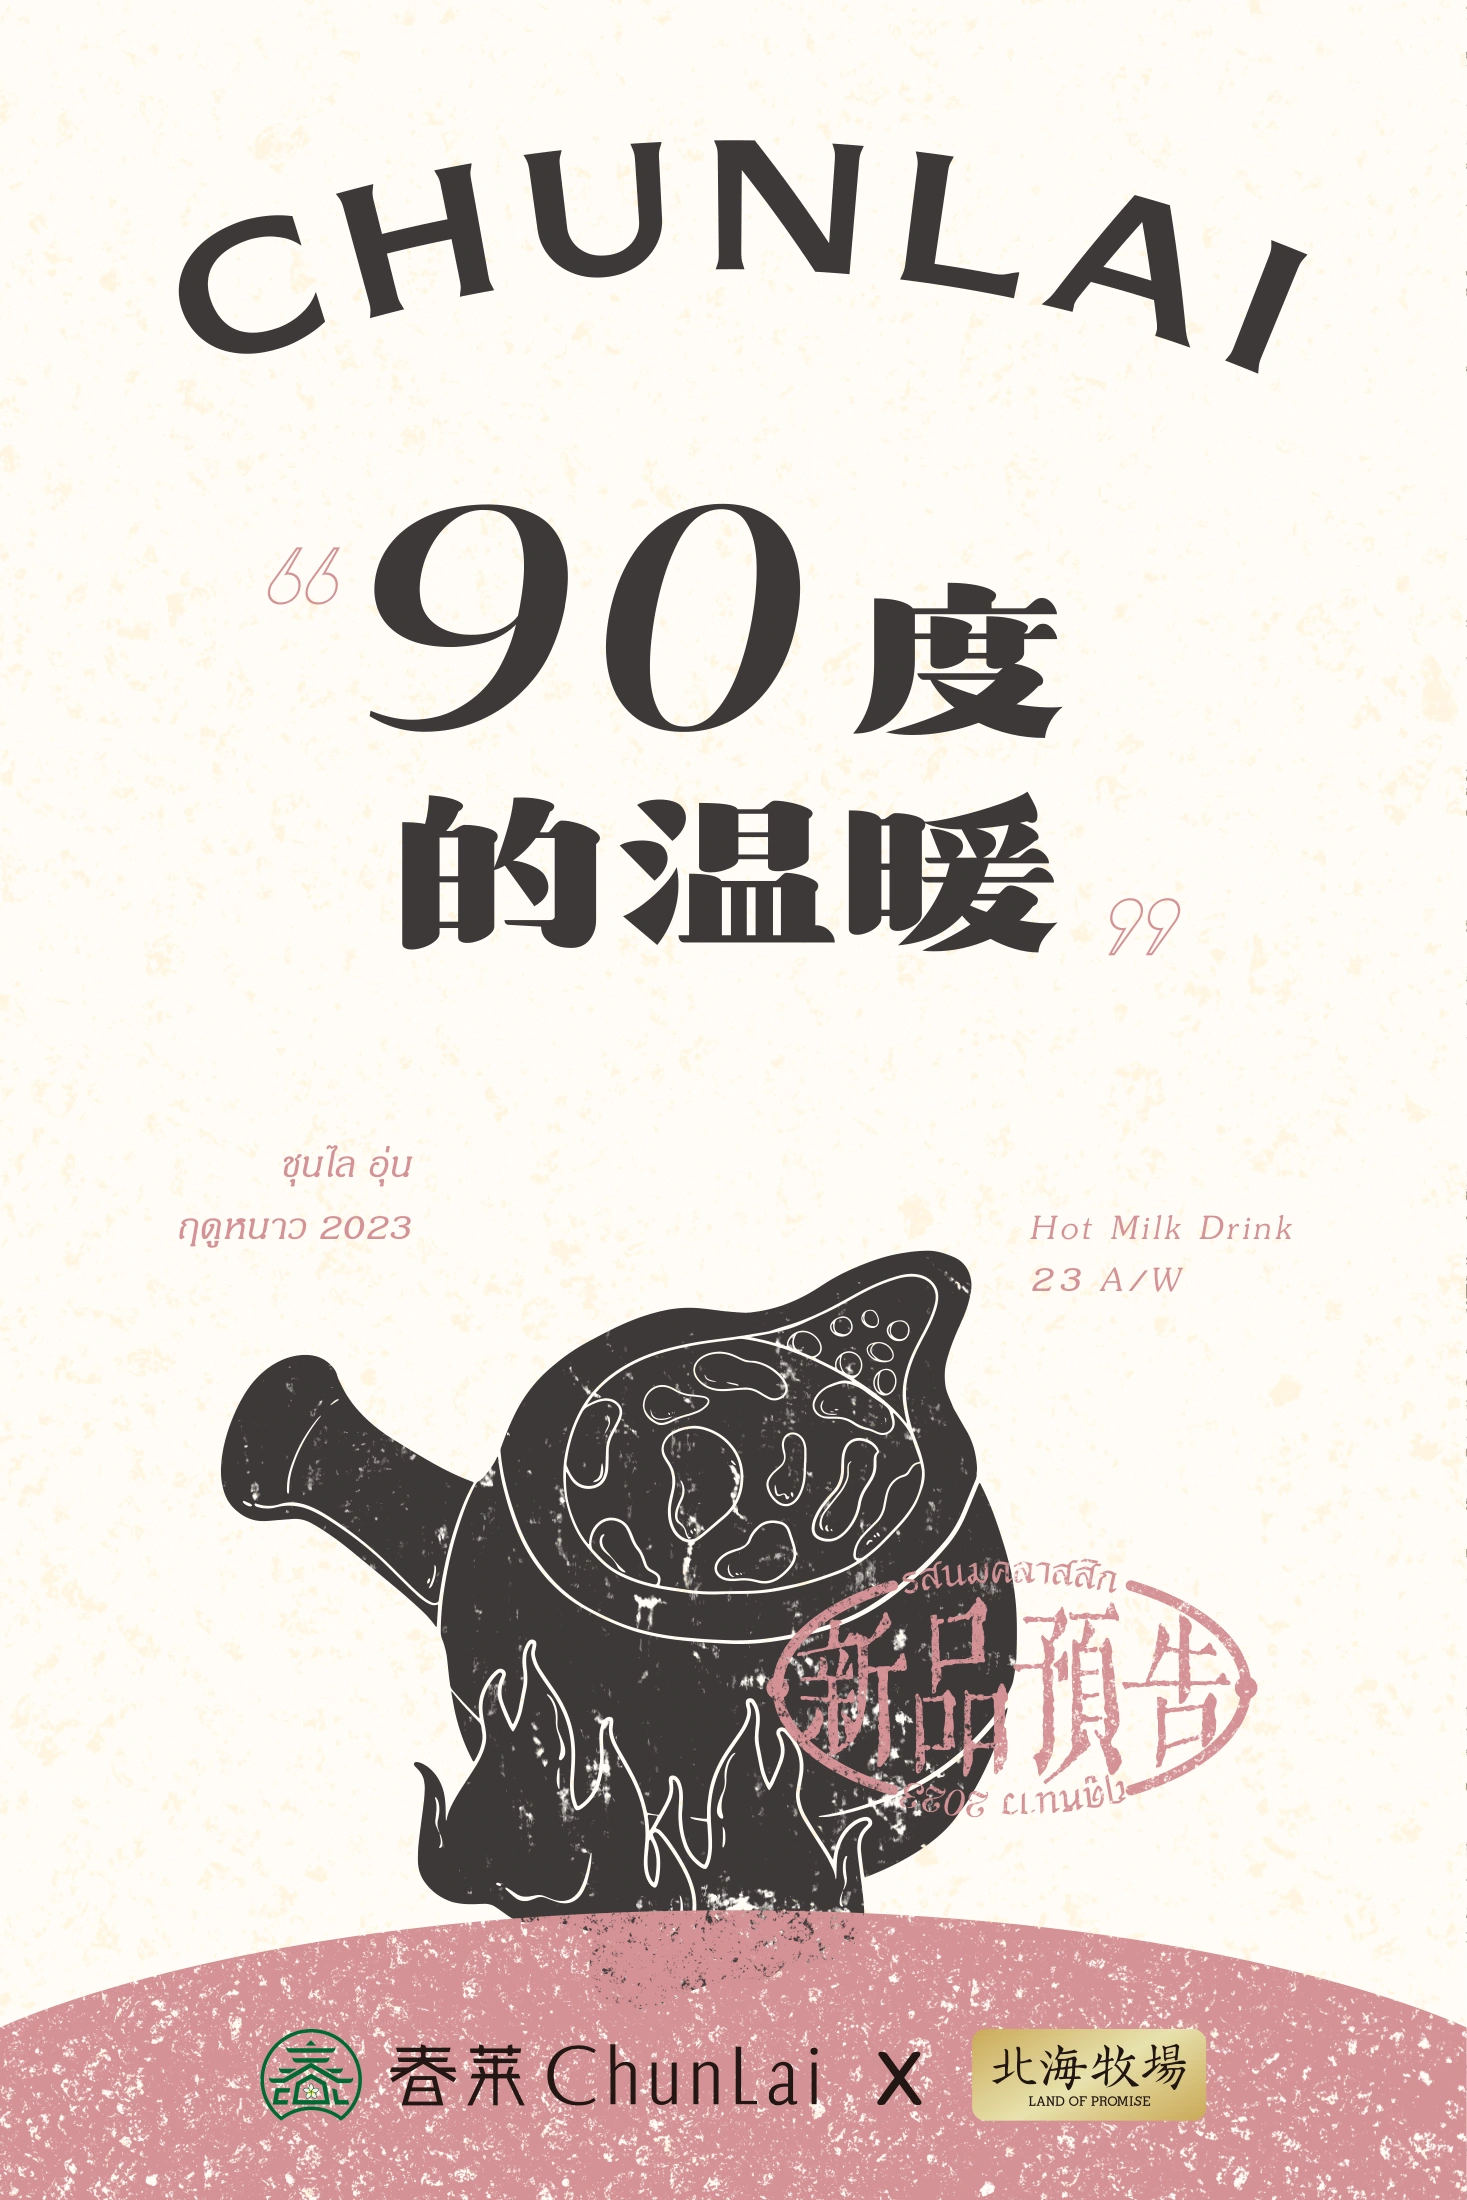 CHUNLAI
“90度
的温暖”
ชุนไล อุ่น
ฤดูหนาว 2023
Hot Milk Drink
23 A/W
รสนมคลาสสิก
新品預告
2023
春莱 ChunLai X 北海牧場
LAND OF PROMISE